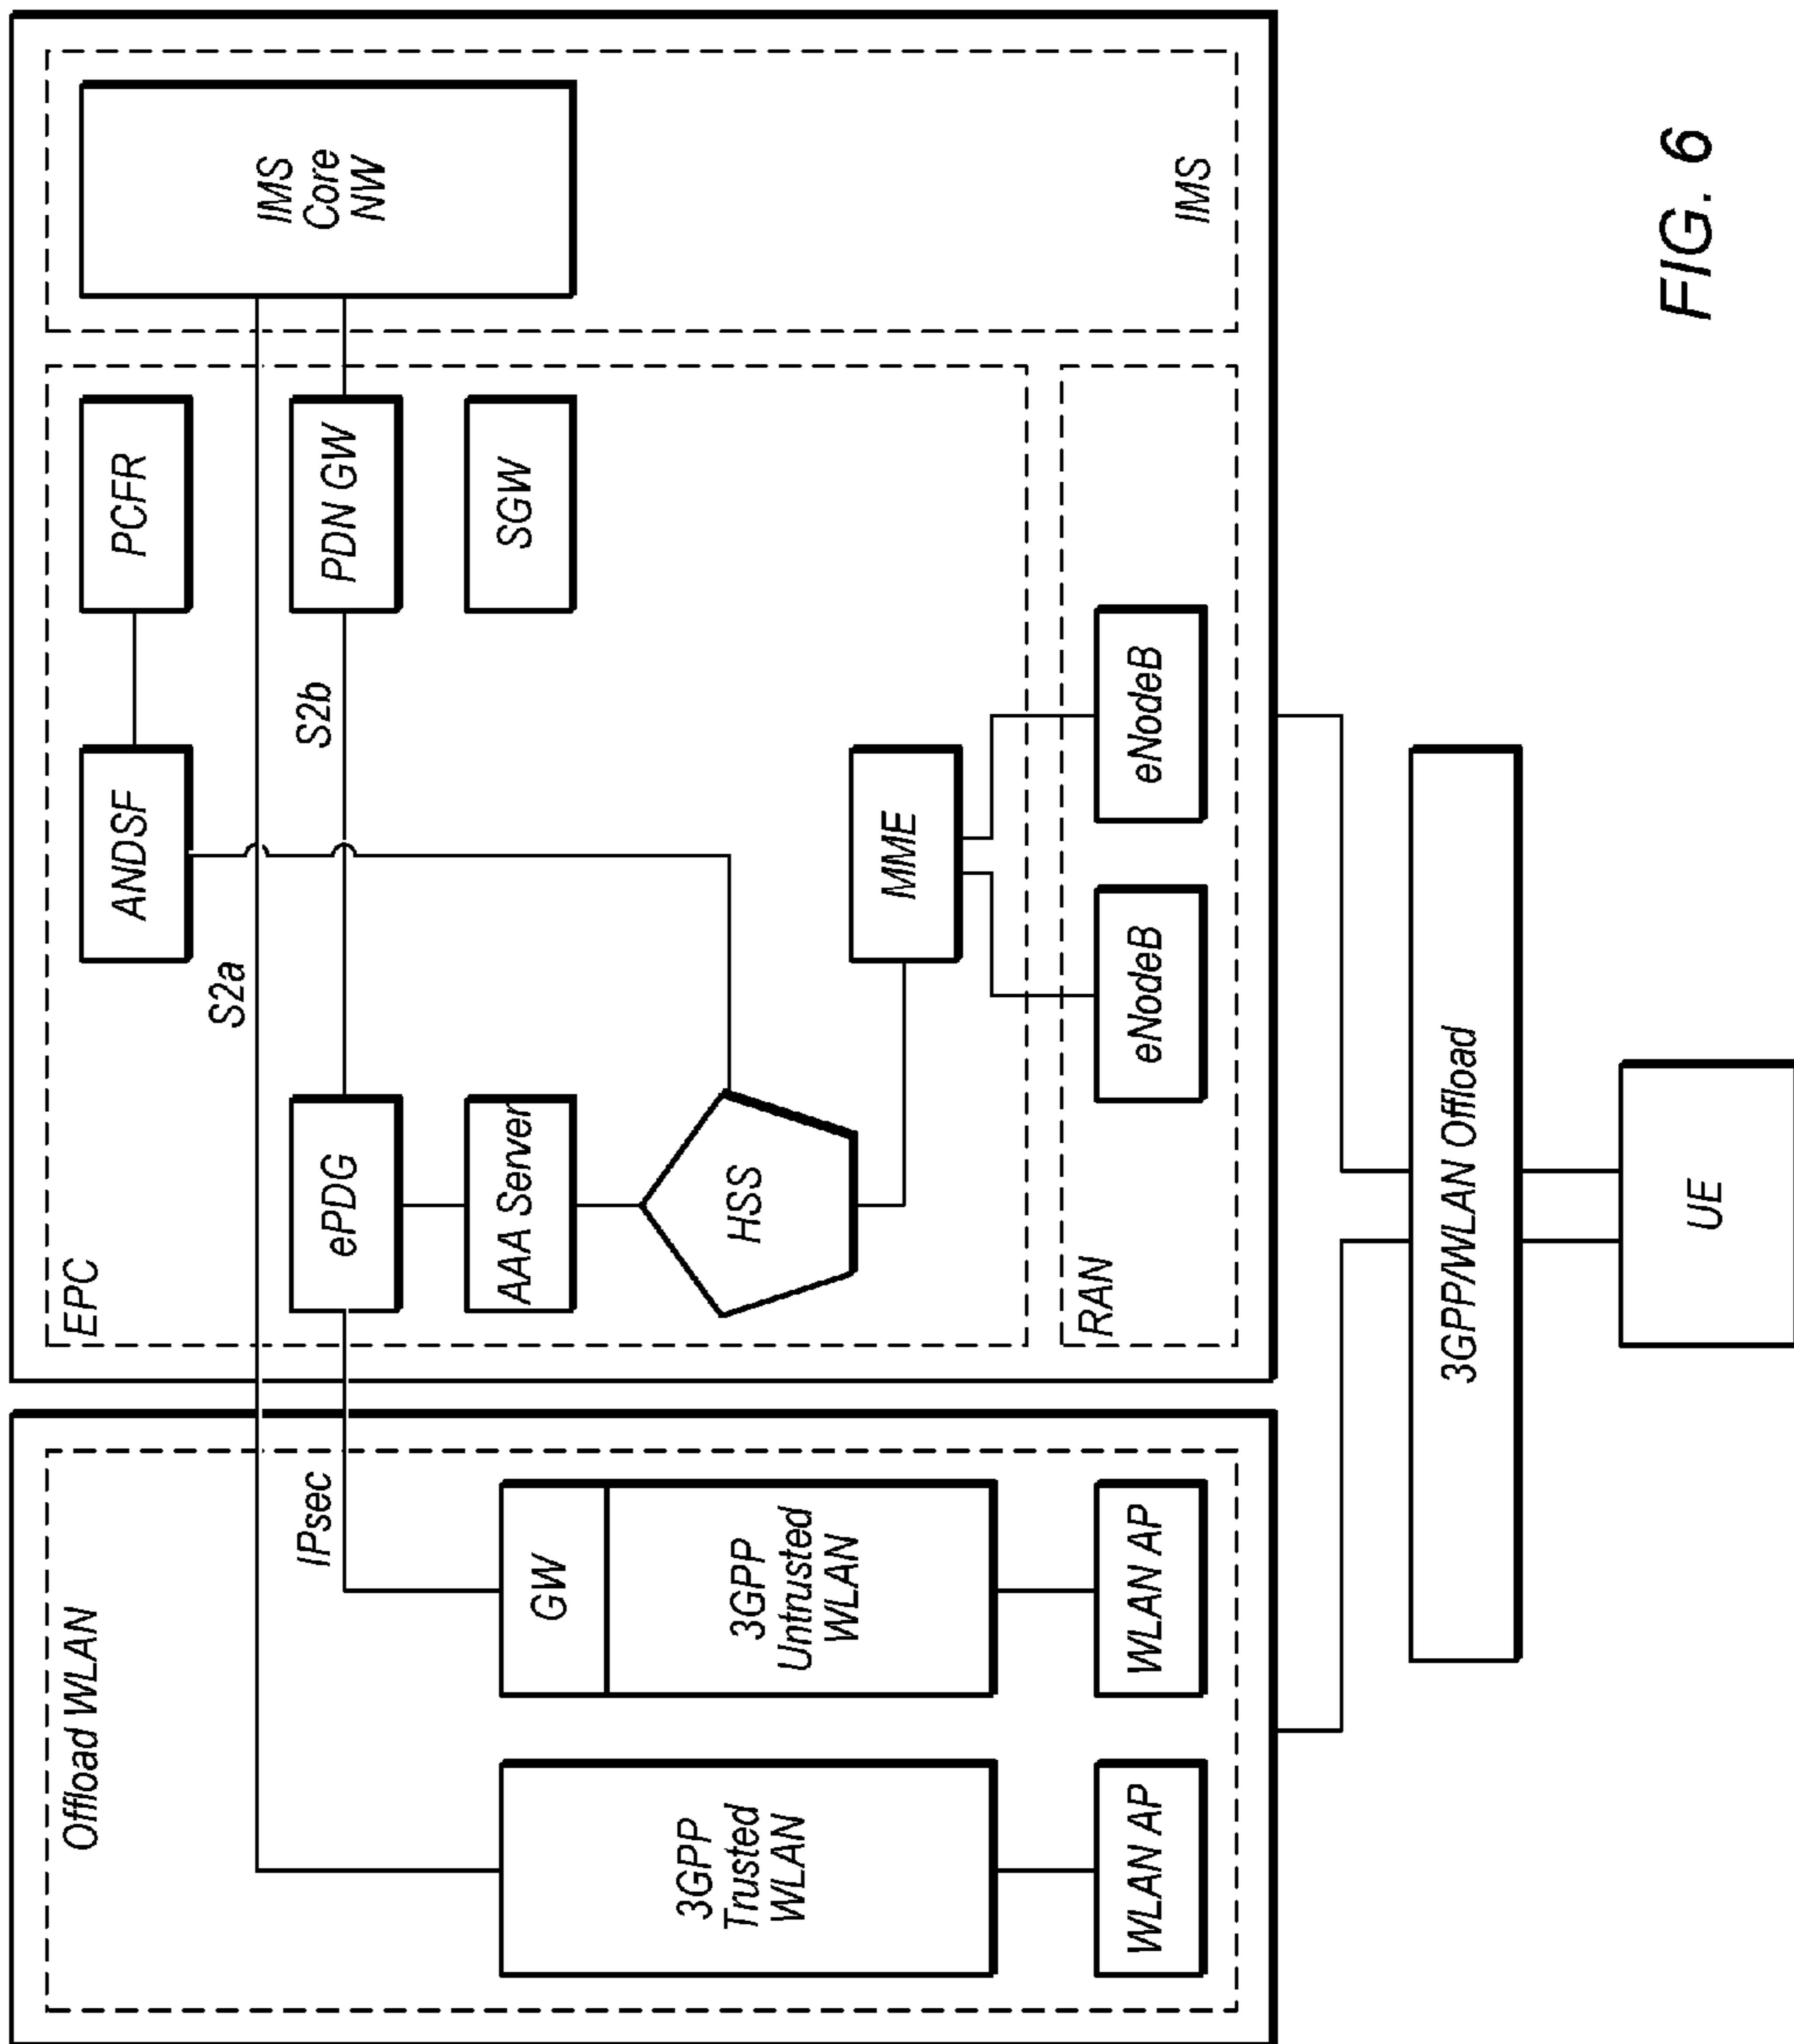 Offload WLAN
3GPP
Trusted
WLAN
WLAN AP
GW
3GPP
Untrusted
WLAN
WLAN AP
IPsec
S2a
EPC
ePDG
AAA Server
HSS
S2b
ANDSF
PCFR
PDN GW
SGW
MME
RAN
eNodeB
eNodeB
IMS
Core
NW
IMS
3GPP/WLAN Offload
UE
FIG. 6